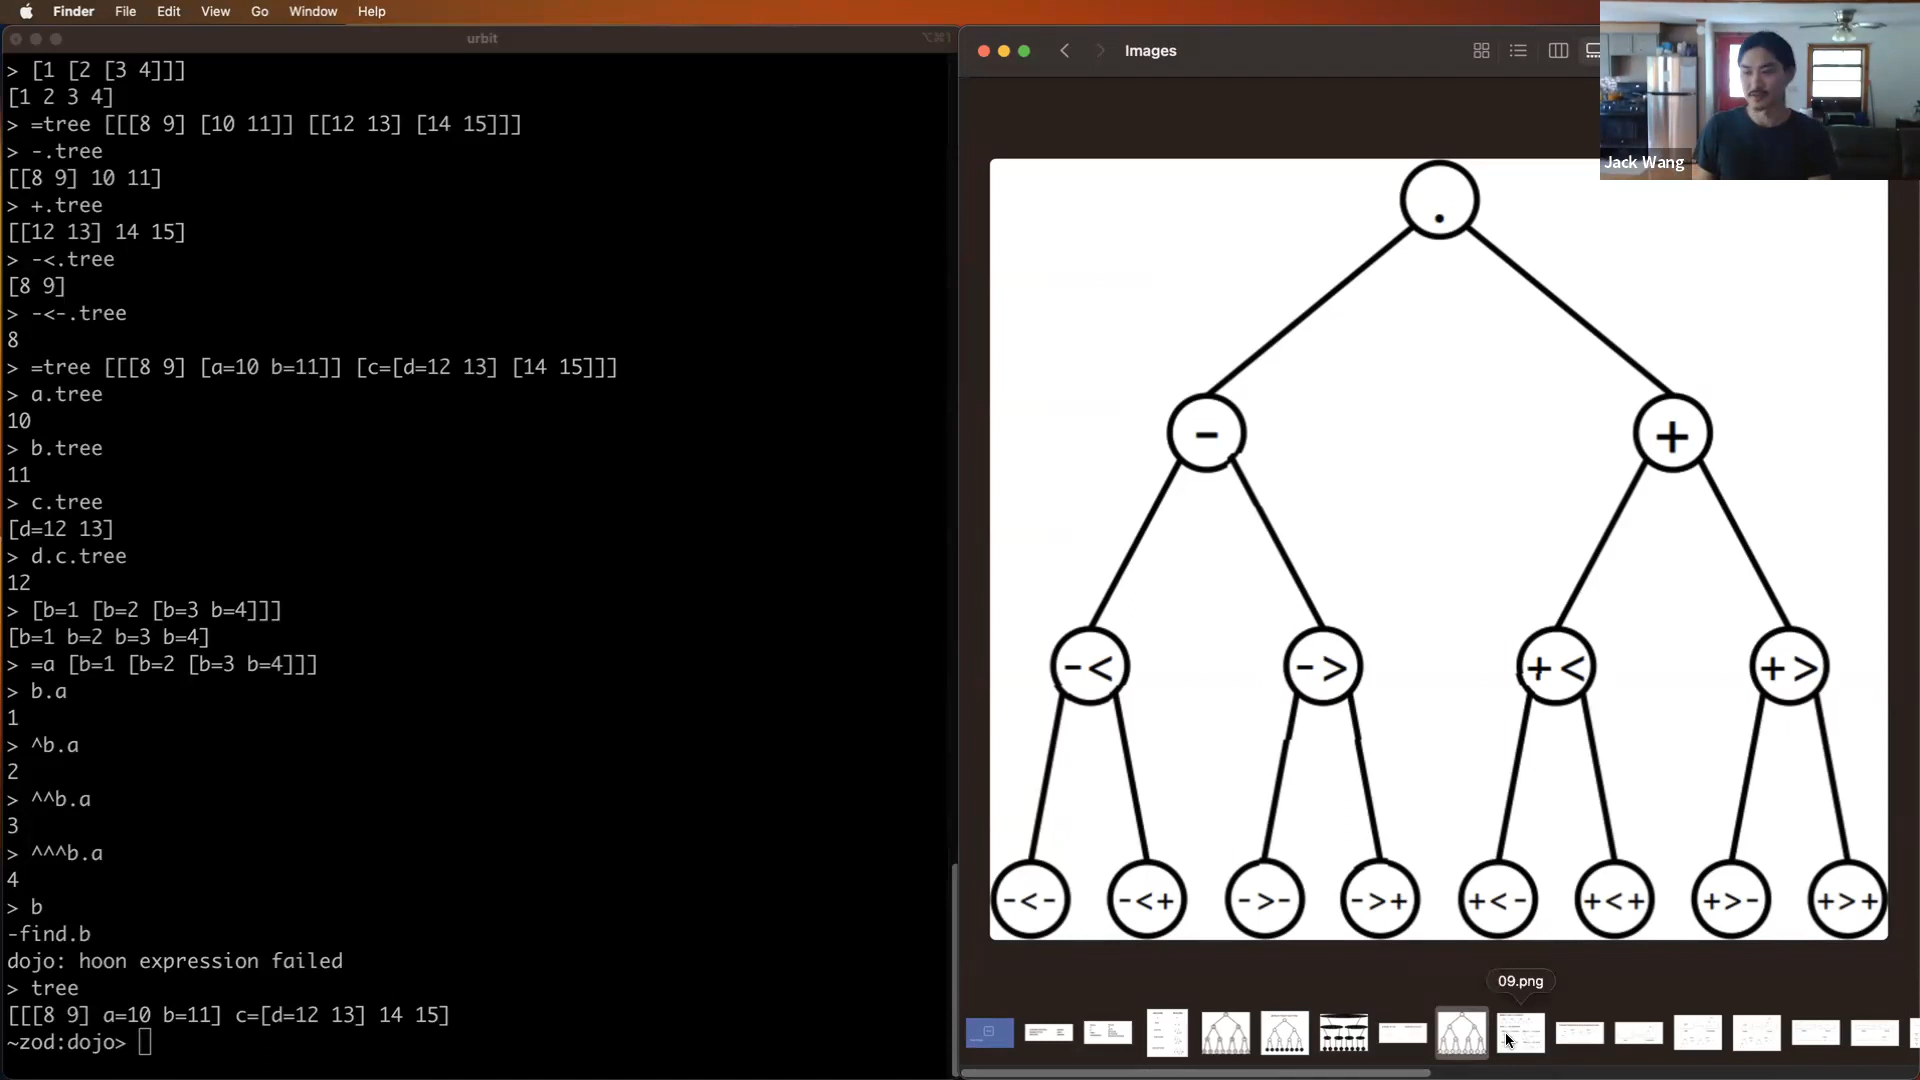 Finder File Edit View Go Window Help
urbit
⌥⌘1
> [1 [2 [3 4]]]
[1 2 3 4]
> =tree [[[8 9] [10 11]] [[12 13] [14 15]]]
> -.tree
[[8 9] 10 11]
> +.tree
[[12 13] 14 15]
> -<.tree
[8 9]
> -<-.tree
8
> =tree [[[8 9] [a=10 b=11]] [c=[d=12 13] [14 15]]]
> a.tree
10
> b.tree
11
> c.tree
[d=12 13]
> d.c.tree
12
> [b=1 [b=2 [b=3 b=4]]]
[b=1 b=2 b=3 b=4]
> =a [b=1 [b=2 [b=3 b=4]]]
> b.a
1
> ^b.a
2
> ^^b.a
3
> ^^^b.a
4
> b
-find.b
dojo: hoon expression failed
> tree
[[[8 9] a=10 b=11] c=[d=12 13] 14 15]
~zod:dojo>
Images
Jack Wang
.
- +
-< -> +< +>
-<- -<+ ->- ->+ +<- +<+ +>- +>+
09.png